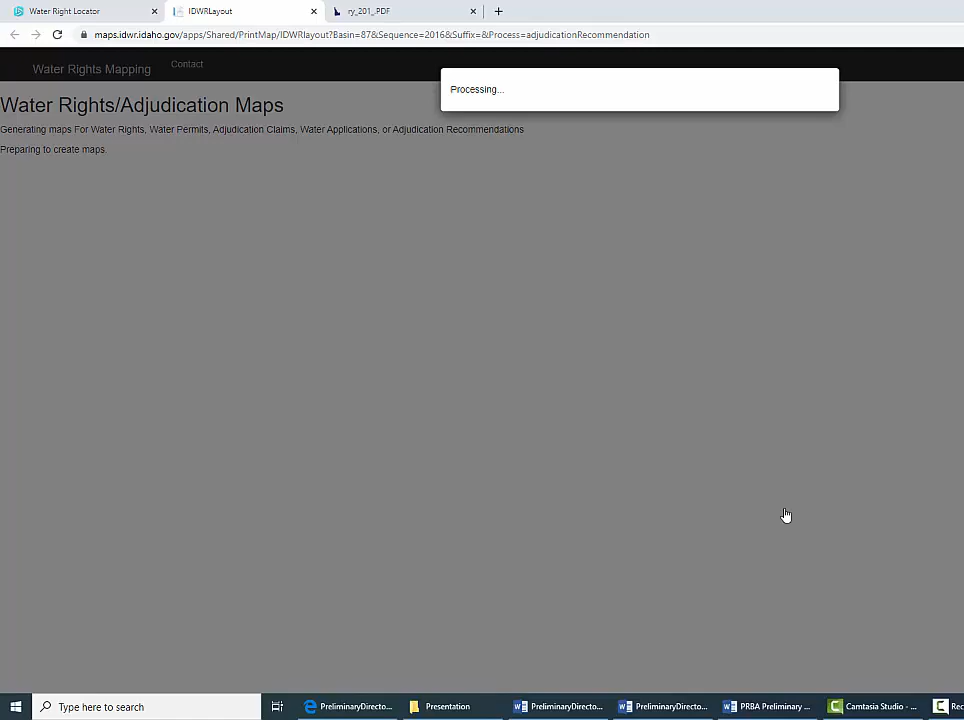 Water Right Locator
IDWRLayout
ry_201_.PDF
maps.idwr.idaho.gov/apps/Shared/PrintMap/IDWRlayout?Basin=87&Sequence=2016&Suffix=&Process=adjudicationRecommendation
Water Rights Mapping
Contact
Processing...
Water Rights/Adjudication Maps
Generating maps For Water Rights, Water Permits, Adjudication Claims, Water Applications, or Adjudication Recommendations
Preparing to create maps.
Type here to search
PreliminaryDirecto...
Presentation
PreliminaryDirecto...
PreliminaryDirecto...
PRBA Preliminary ...
Camtasia Studio - ...
Rec